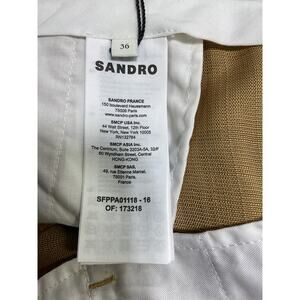 36
SANDRO
SANDRO FRANCE
150 boulevard Haussmann
75008 Paris
www.sandro-paris.com
SMCP USA Inc.
44 Wall Street, 12th Floor
New York, New York 10005
RN132784
SMCP ASIA Inc.
The Centrium, Suite 3203A-5A, 32/F
60 Wyndham Street, Central
HONG-KONG
SMCP SAS.
49, rue Etienne Marcel.
75001 Paris.
France
SFPPA01118 - 16
OF: 173218